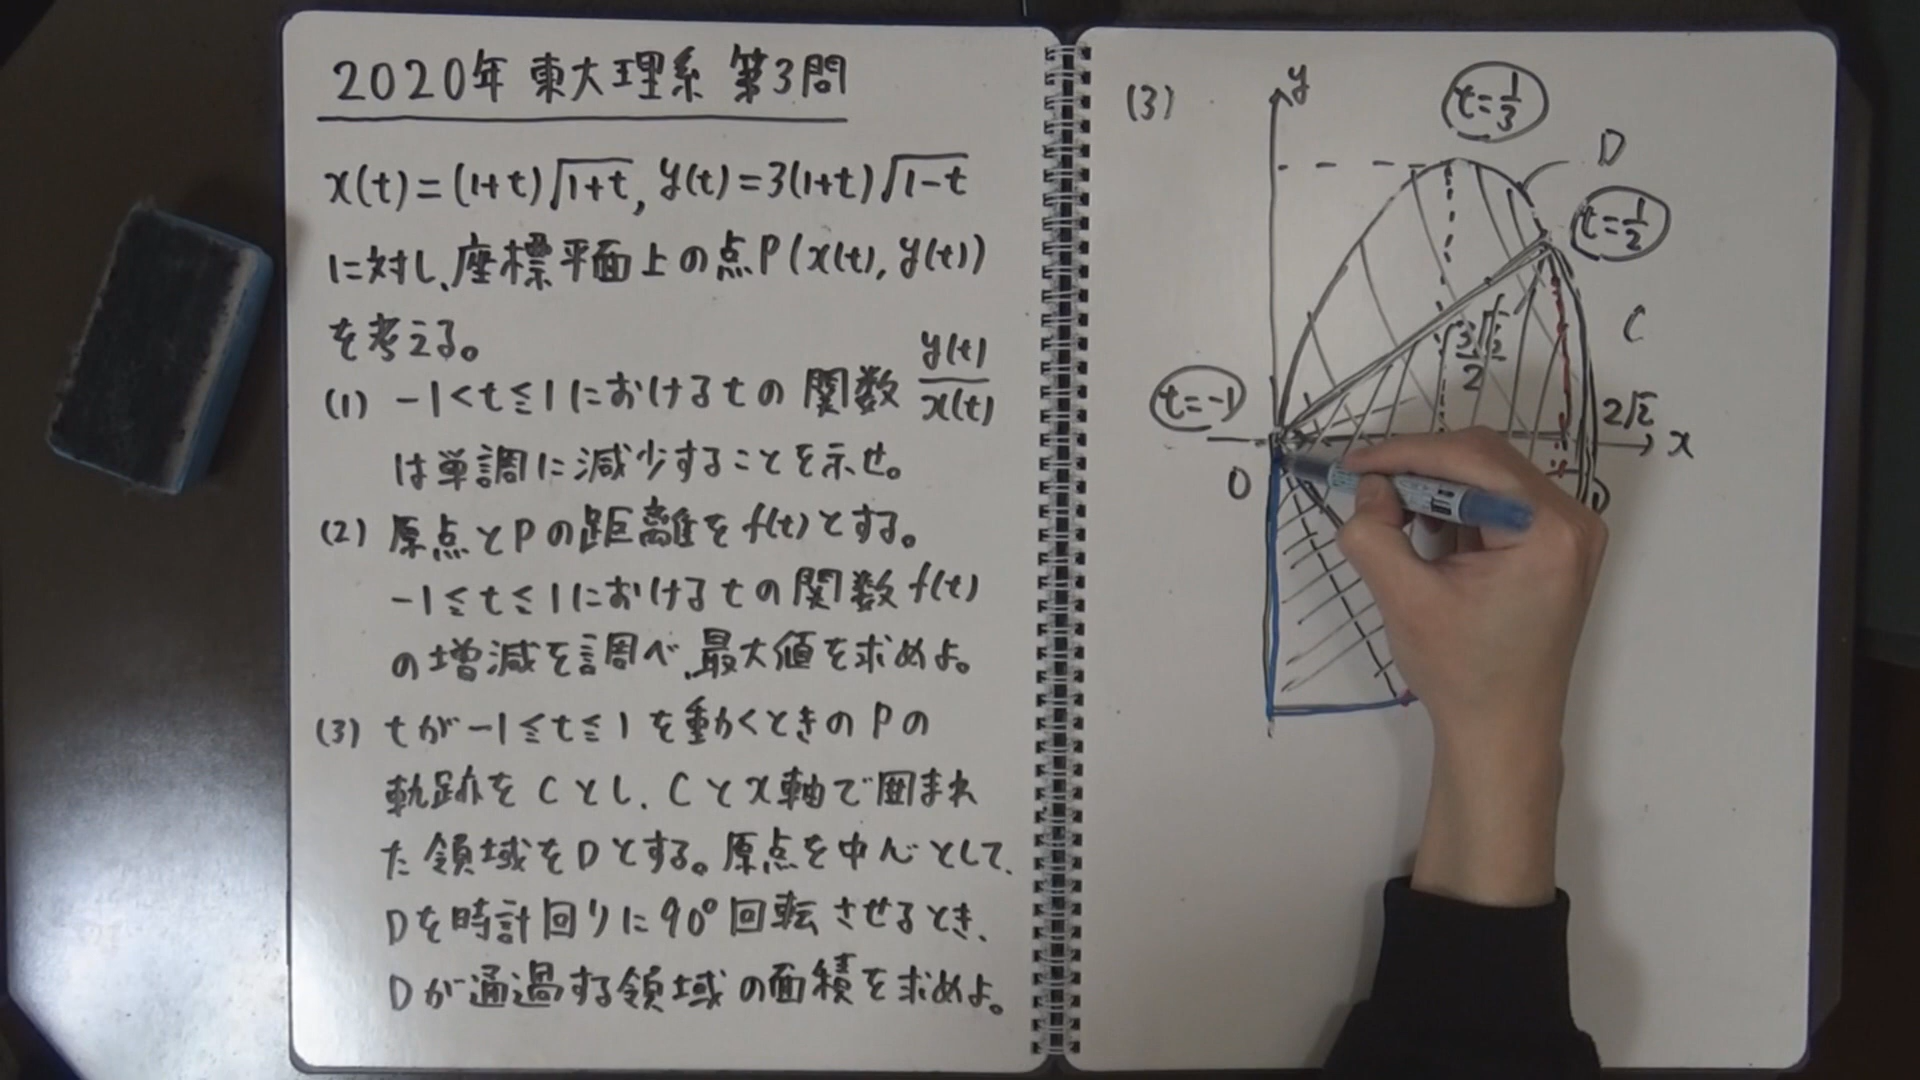 2020年 東大理系 第3問
x(t)=(1+t)√1+t, y(t)=3(1+t)√1-t
に対し、座標平面上の点P(x(t), y(t))
を考える。
(1) -1<t≦1におけるtの関数 y(t)/x(t)
は単調に減少することを示せ。
(2) 原点とPの距離をf(t)とする。
-1≦t≦1におけるtの関数f(t)
の増減を調べ、最大値を求めよ。
(3) tが-1≦t≦1を動くときのPの
軌跡をCとし、Cとx軸で囲まれ
た領域をDとする。原点を中心として、
Dを時計回りに90°回転させるとき、
Dが通過する領域の面積を求めよ。
(3)
y
t=1/3
D
t=1/2
C
t=-1
2√2
x
O